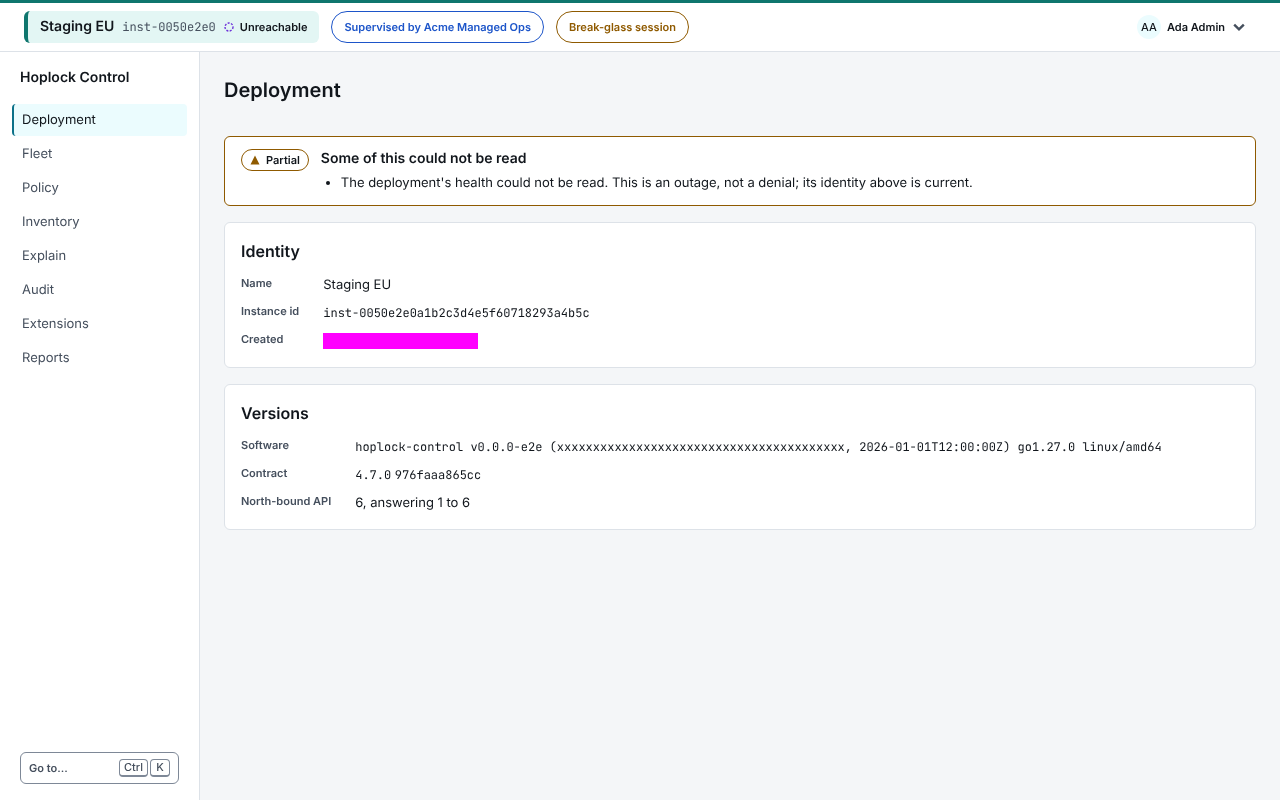 Staging EU inst-0050e2e0 Unreachable Supervised by Acme Managed Ops Break-glass session AA Ada Admin
Hoplock Control
Deployment
Fleet
Policy
Inventory
Explain
Audit
Extensions
Reports
Go to... Ctrl K
Deployment
Partial Some of this could not be read
• The deployment's health could not be read. This is an outage, not a denial; its identity above is current.
Identity
Name Staging EU
Instance id inst-0050e2e0a1b2c3d4e5f60718293a4b5c
Created
Versions
Software hoplock-control v0.0.0-e2e (xxxxxxxxxxxxxxxxxxxxxxxxxxxxxxxxxxxxxxxx, 2026-01-01T12:00:00Z) go1.27.0 linux/amd64
Contract 4.7.0 976faaa865cc
North-bound API 6, answering 1 to 6